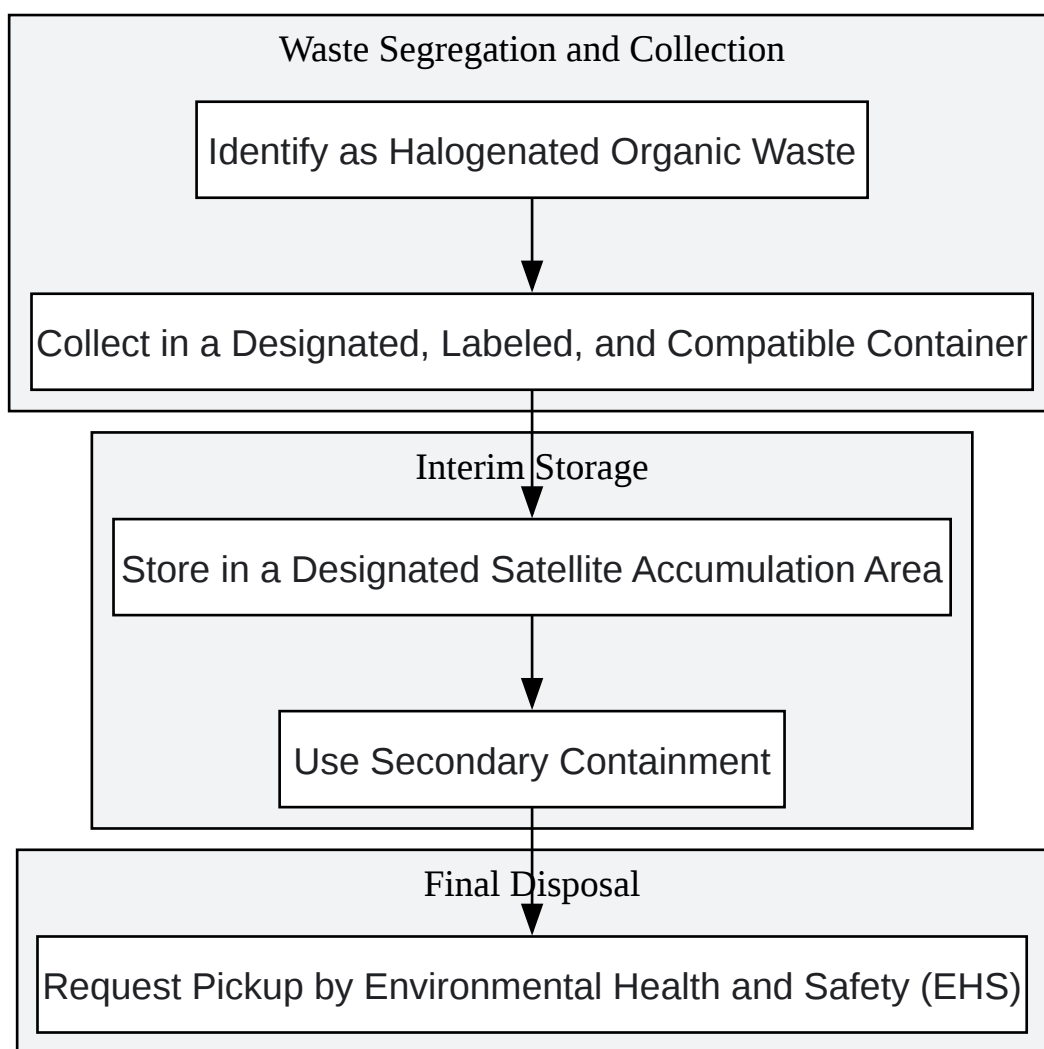 Waste Segregation and Collection
Identify as Halogenated Organic Waste
Collect in a Designated, Labeled, and Compatible Container
Interim Storage
Store in a Designated Satellite Accumulation Area
Use Secondary Containment
Final Disposal
Request Pickup by Environmental Health and Safety (EHS)